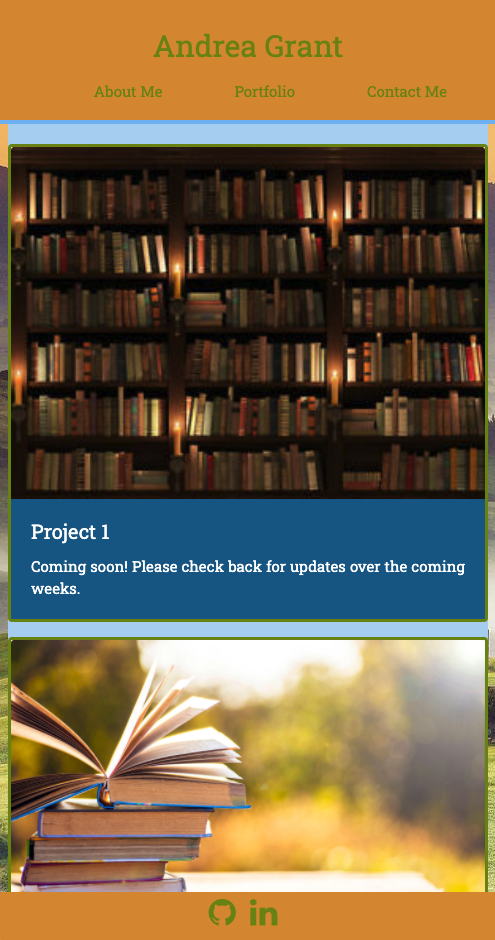 Andrea Grant
About Me Portfolio Contact Me
Project 1
Coming soon! Please check back for updates over the coming
weeks.
in